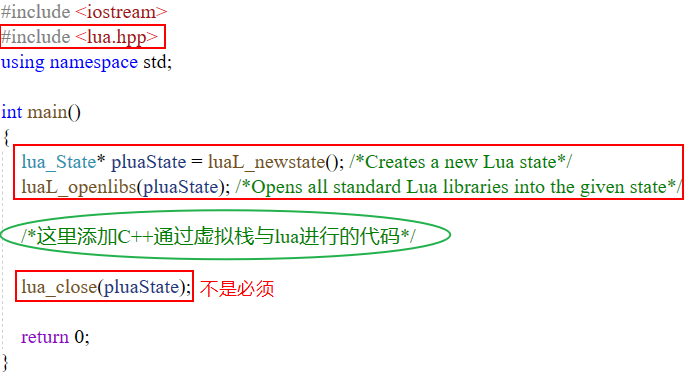 #include <iostream>
#include <lua.hpp>
using namespace std;
int main()
{
lua_State* pluaState = luaL_newstate(); /*Creates a new Lua state*/
luaL_openlibs(pluaState); /*Opens all standard Lua libraries into the given state*/
/*这里添加C++通过虚拟栈与lua进行的代码*/
lua_close(pluaState); 不是必须
return 0;
}